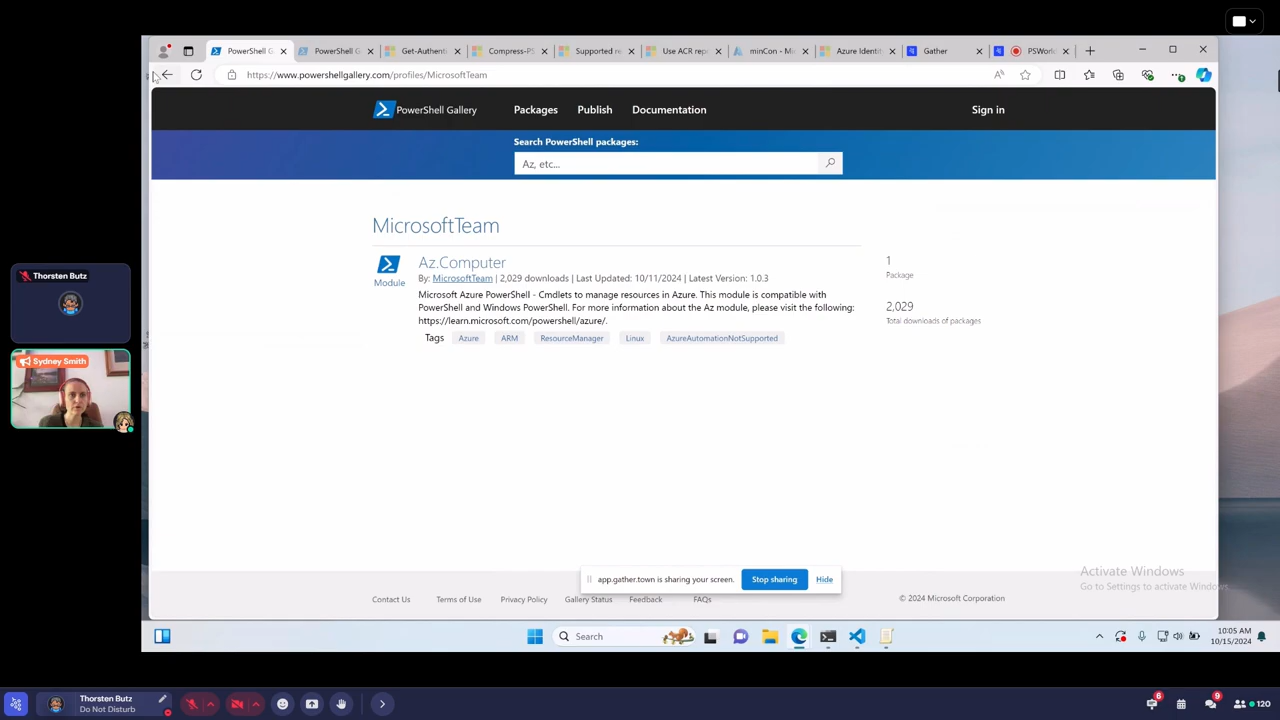 PowerShell G
PowerShell G
Get-Authenti
Compress-PS
Supported re
Use ACR repo
minCon - Mi
Azure Identi
Gather
PSWorl
https://www.powershellgallery.com/profiles/MicrosoftTeam
PowerShell Gallery
Packages
Publish
Documentation
Sign in
Search PowerShell packages:
Az, etc...
MicrosoftTeam
Az.Computer
By: MicrosoftTeam | 2,029 downloads | Last Updated: 10/11/2024 | Latest Version: 1.0.3
Module
Microsoft Azure PowerShell - Cmdlets to manage resources in Azure. This module is compatible with
PowerShell and Windows PowerShell. For more information about the Az module, please visit the following:
https://learn.microsoft.com/powershell/azure/.
Tags Azure ARM ResourceManager Linux AzureAutomationNotSupported
1
Package
2,029
Total downloads of packages
Thorsten Butz
Sydney Smith
app.gather.town is sharing your screen.
Stop sharing
Hide
Activate Windows
Go to Settings to activate Windows.
Contact Us
Terms of Use
Privacy Policy
Gallery Status
Feedback
FAQs
© 2024 Microsoft Corporation
Search
10:05 AM
10/15/2024
Thorsten Butz
Do Not Disturb
6
9
120